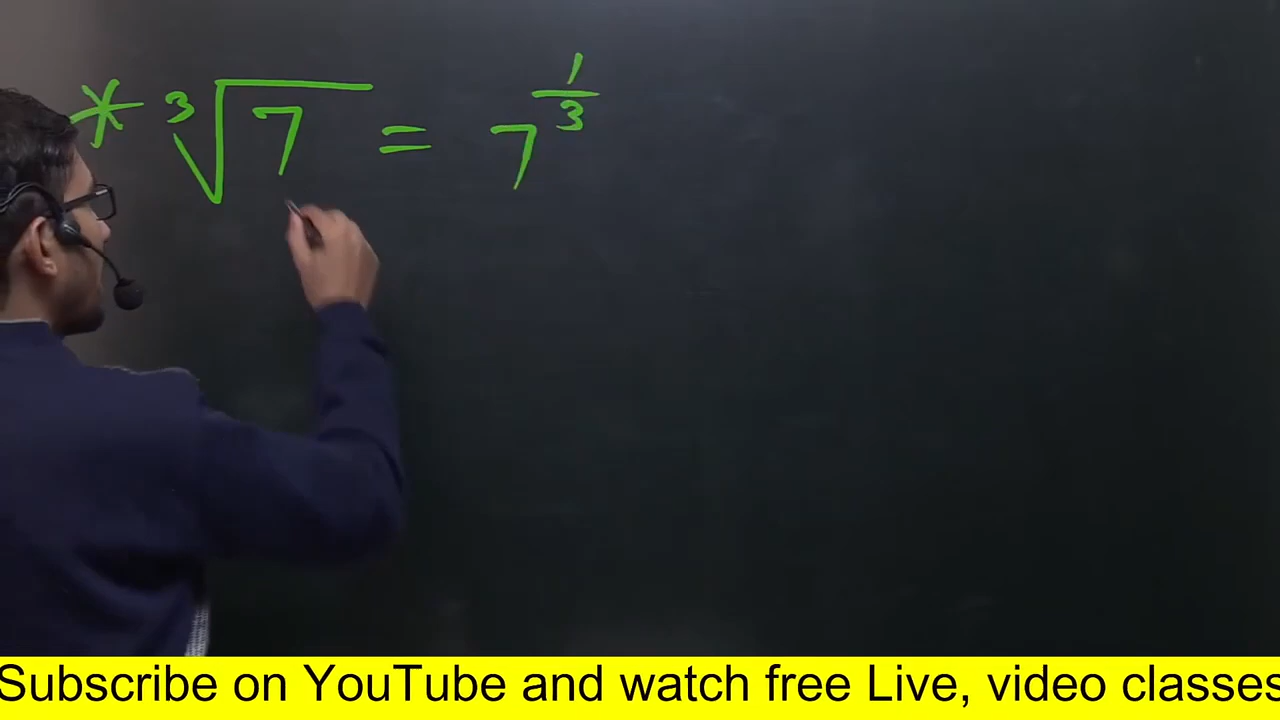 * ∛7 = 7^(1/3)
Subscribe on YouTube and watch free Live, video classes